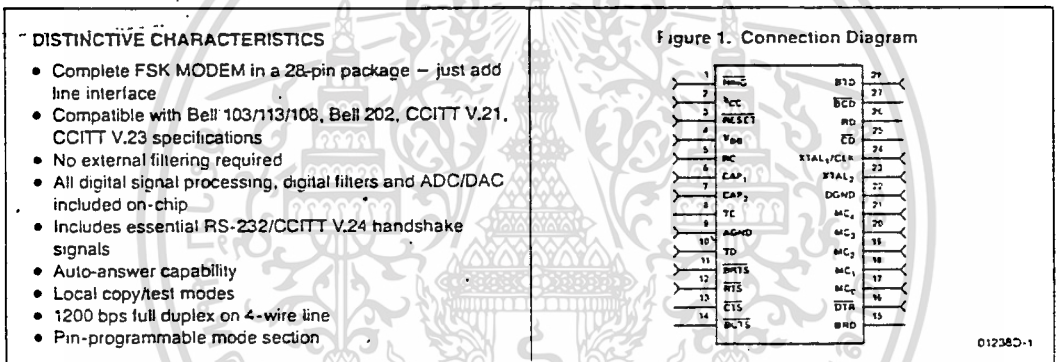 DISTINCTIVE CHARACTERISTICS
• Complete FSK MODEM in a 28-pin package – just add
line interface
• Compatible with Bell 103/113/108, Bell 202, CCITT V.21,
CCITT V.23 specifications
• No external filtering required
• All digital signal processing, digital filters and ADC/DAC
included on-chip
• Includes essential RS-232/CCITT V.24 handshake
signals
• Auto-answer capability
• Local copy/test modes
• 1200 bps full duplex on 4-wire line
• Pin-programmable mode section
Figure 1. Connection Diagram
1 RING
2 VCC
3 RESET
4 VBB
5 RC
6 CAP1
7 CAP2
8 TC
9 AGND
10 TD
11 BRTS
12 RTS
13 CTS
14 BCTS
BTD 28
BCD 27
RD 26
CD 25
XTAL1/CLK 24
XTAL2 23
DGND 22
MC4 21
MC3 20
MC2 19
MC1 18
MC0 17
DTR 16
BRD 15
01238D-1